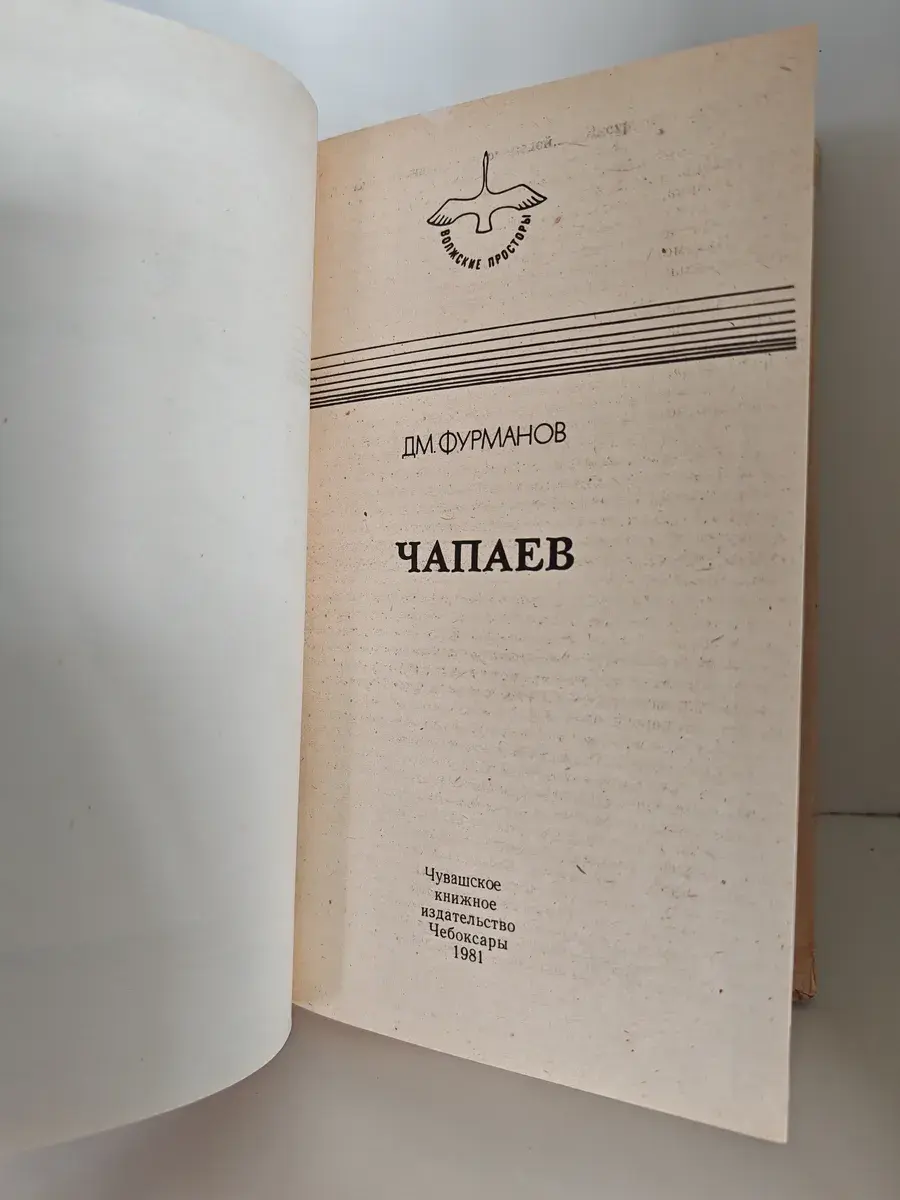 ВОЛЖСКИЕ ПРОСТОРЫ
ДМ. ФУРМАНОВ
ЧАПАЕВ
Чувашское
книжное
издательство
Чебоксары
1981